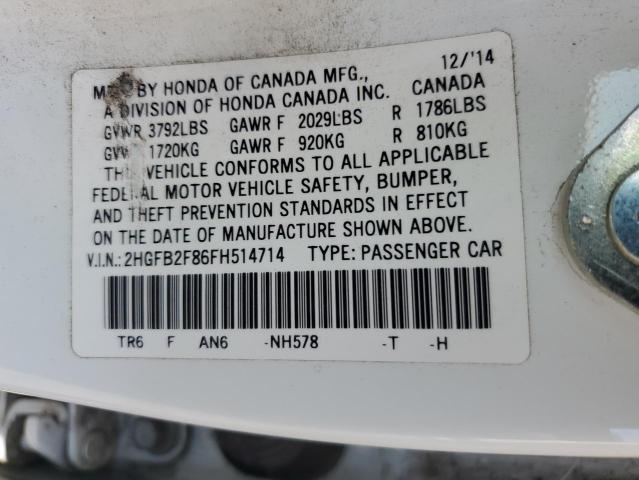 12/'14
BY HONDA OF CANADA MFG.,
A DIVISION OF HONDA CANADA INC. CANADA
GVWR 3792LBS GAWR F 2029LBS R 1786LBS
1720KG GAWR F 920KG R 810KG
VEHICLE CONFORMS TO ALL APPLICABLE
MOTOR VEHICLE SAFETY, BUMPER,
AND THEFT PREVENTION STANDARDS IN EFFECT
ON THE DATE OF MANUFACTURE SHOWN ABOVE.
V.I.N.: 2HGFB2F86FH514714 TYPE: PASSENGER CAR
TR6 F AN6 -NH578 -T -H